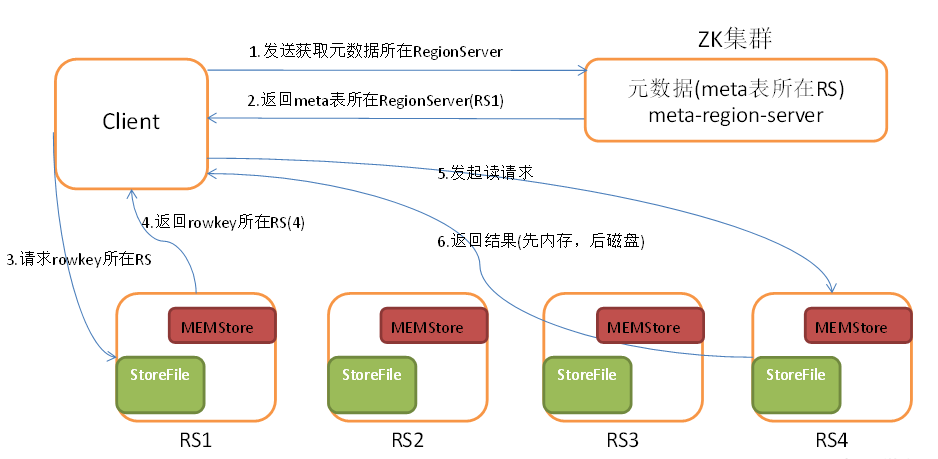 ZK集群
1.发送获取元数据所在RegionServer
元数据(meta表所在RS)
meta-region-server
2.返回meta表所在RegionServer(RS1)
Client
5.发起读请求
4.返回rowkey所在RS(4)
6.返回结果(先内存，后磁盘)
3.请求rowkey所在RS
MEMStore
StoreFile
RS1
MEMStore
StoreFile
RS2
MEMStore
StoreFile
RS3
MEMStore
StoreFile
RS4